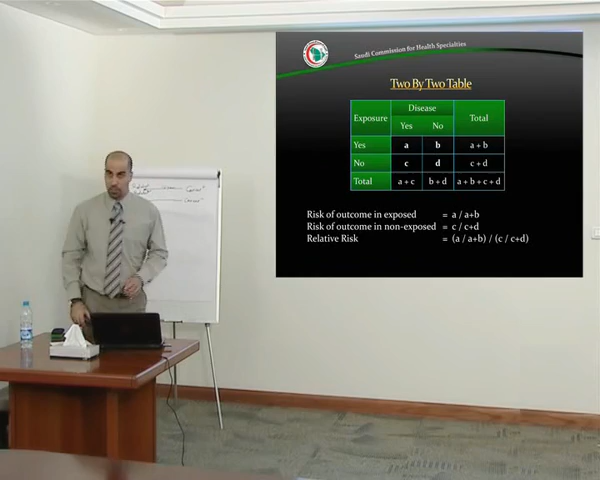 Saudi Commission for Health Specialties
Two By Two Table
Exposure Disease Total
Yes No
Yes a b a + b
No c d c + d
Total a + c b + d a + b + c + d
Risk of outcome in exposed = a / a+b
Risk of outcome in non-exposed = c / c+d
Relative Risk = (a / a+b) / (c / c+d)